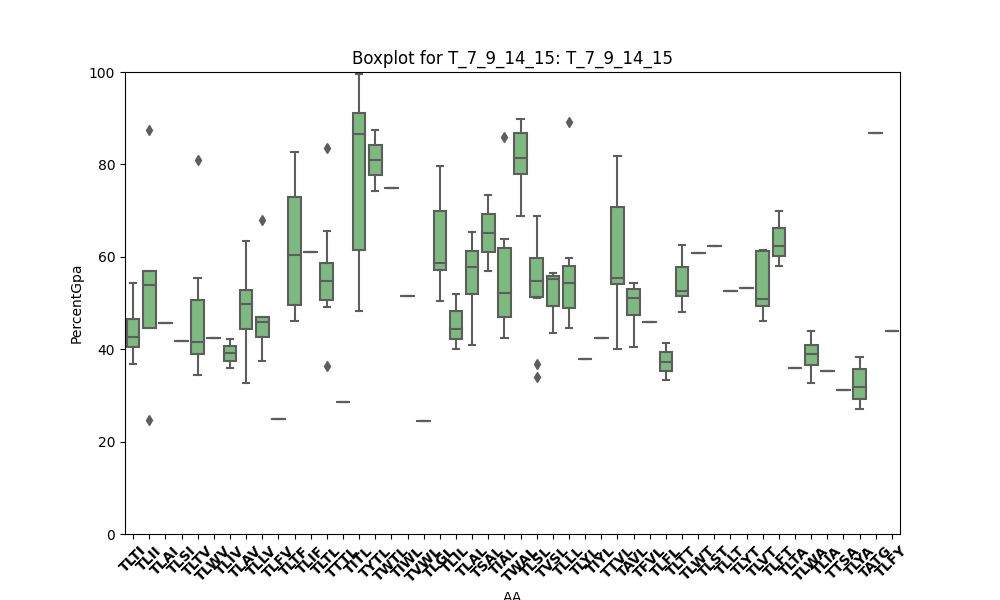 Boxplot for T_7_9_14_15: T_7_9_14_15
PercentGpa
100
80
60
40
20
0
TLTI TLII TLAI TLSI TLTV TLWV TLIV TLAV TLLV TLFV TLTF TLIF TLTL TTTL TITL TYTL TWTL TIWL TVWL TLGL TLIL TLAL TSAL TIAL TWAL TLSL TVSL TLLL TLYL TIYL TTVL TAVL TFVL TLFL TLTT TLWT TLST TLLT TLYT TLVT TLFT TLTA TLWA TLIA TTSA TLYA TATG TLFY
AA